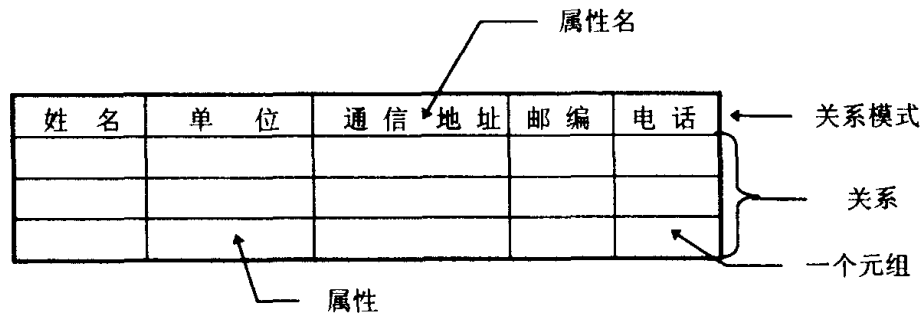 属性名
姓名 单位 通信地址 邮编 电话 关系模式
关系
一个元组
属性